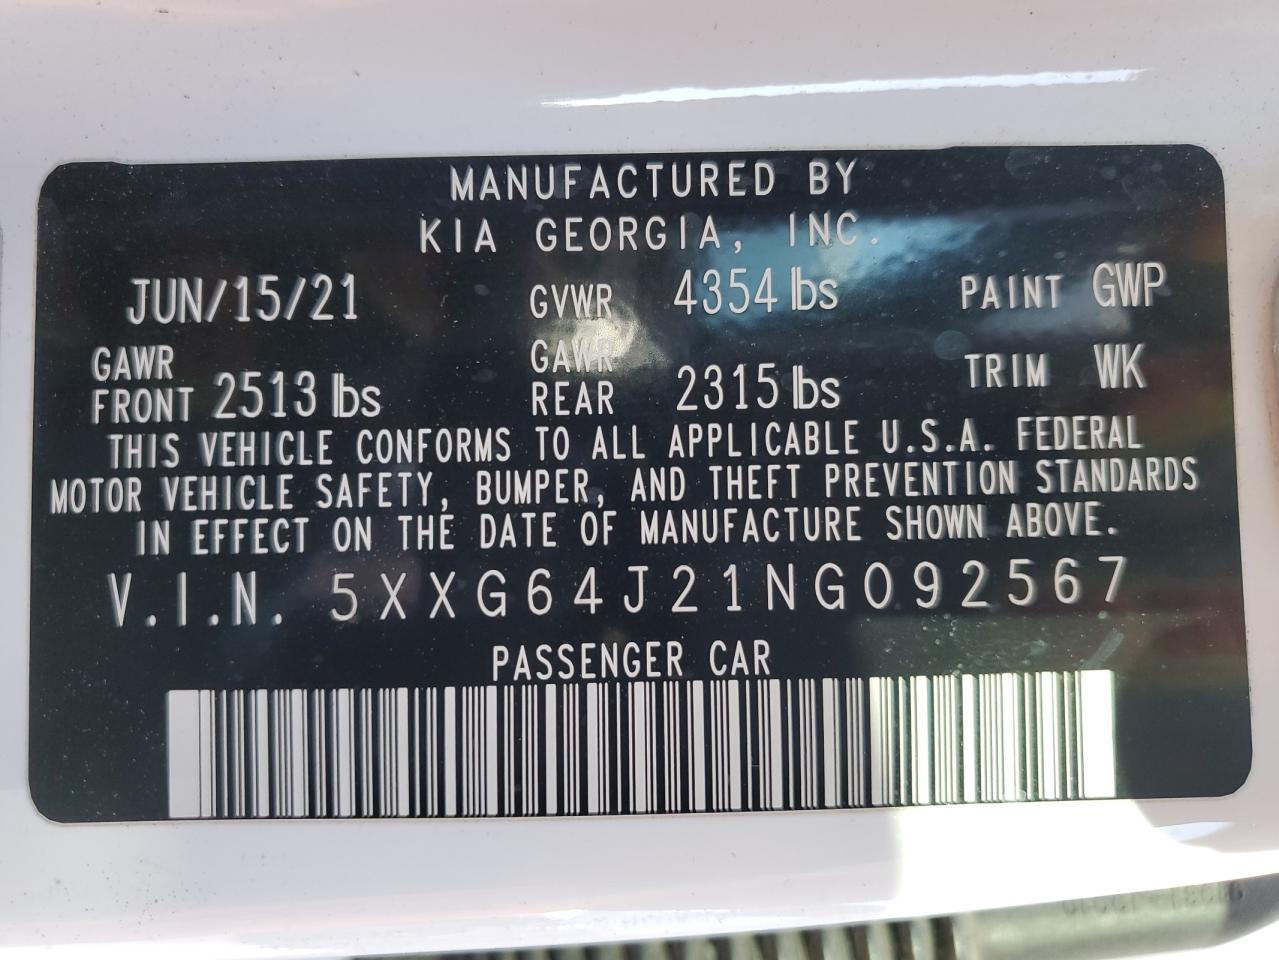 MANUFACTURED BY
KIA GEORGIA, INC.
JUN/15/21 GVWR 4354 lbs PAINT GWP
GAWR FRONT 2513 lbs GAWR REAR 2315 lbs TRIM WK
THIS VEHICLE CONFORMS TO ALL APPLICABLE U.S.A. FEDERAL
MOTOR VEHICLE SAFETY, BUMPER, AND THEFT PREVENTION STANDARDS
IN EFFECT ON THE DATE OF MANUFACTURE SHOWN ABOVE.
V.I.N. 5XXG64J21NG092567
PASSENGER CAR